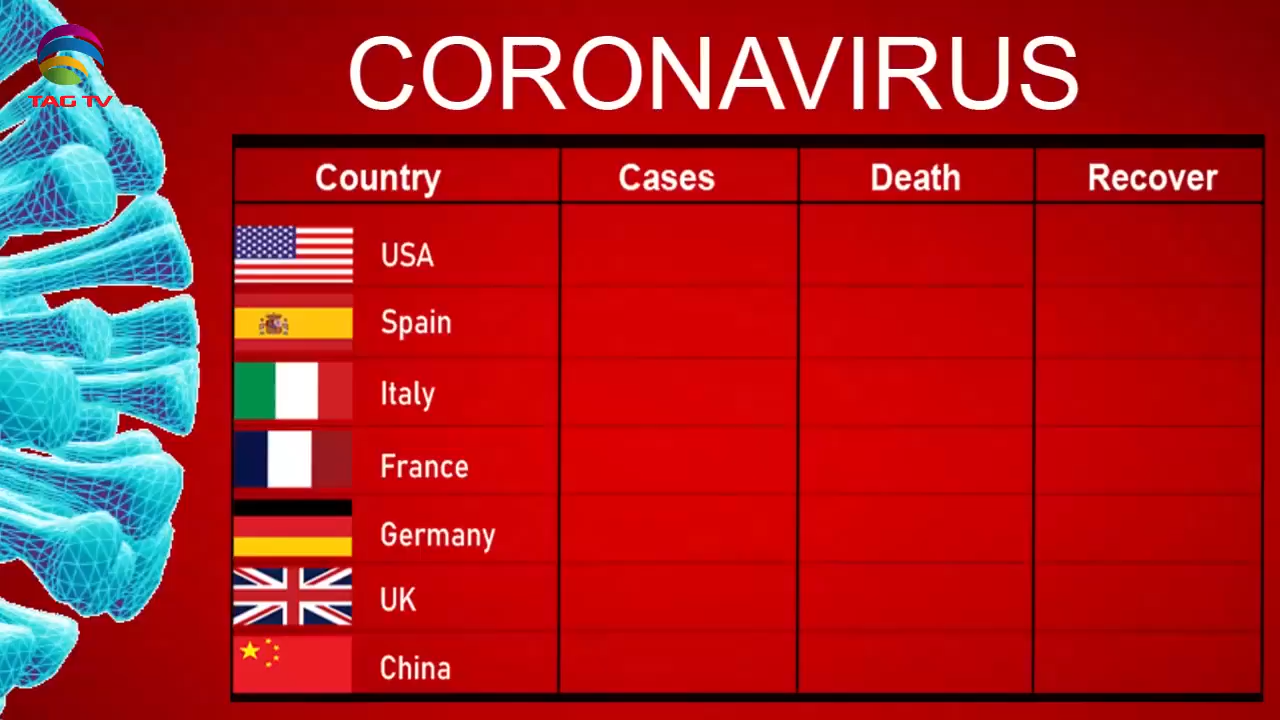 TAG TV
CORONAVIRUS
Country Cases Death Recover
USA
Spain
Italy
France
Germany
UK
China